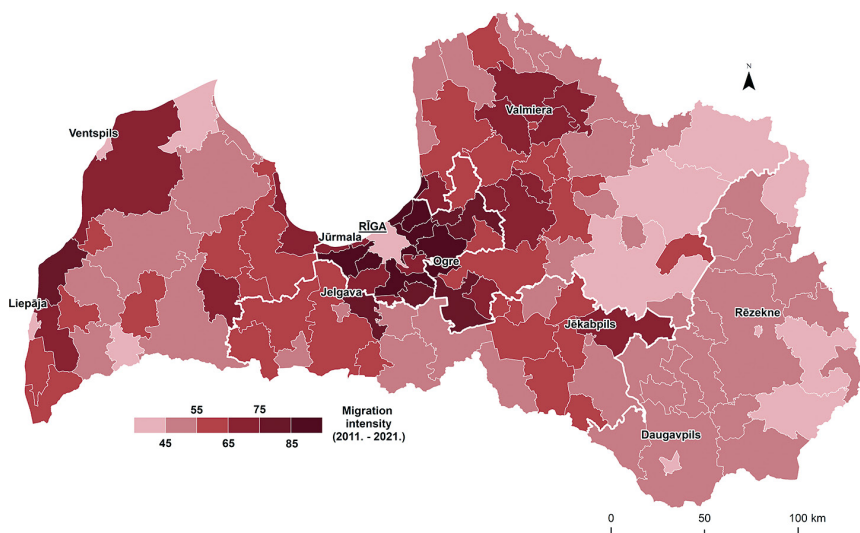 N
Valmiera
Ventspils
RĪGA
Jūrmala
Ogre
Jelgava
Liepāja
Jēkabpils
Rēzekne
Daugavpils
55 75
45 65 85
Migration
intensity
(2011. - 2021.)
0 50 100 km